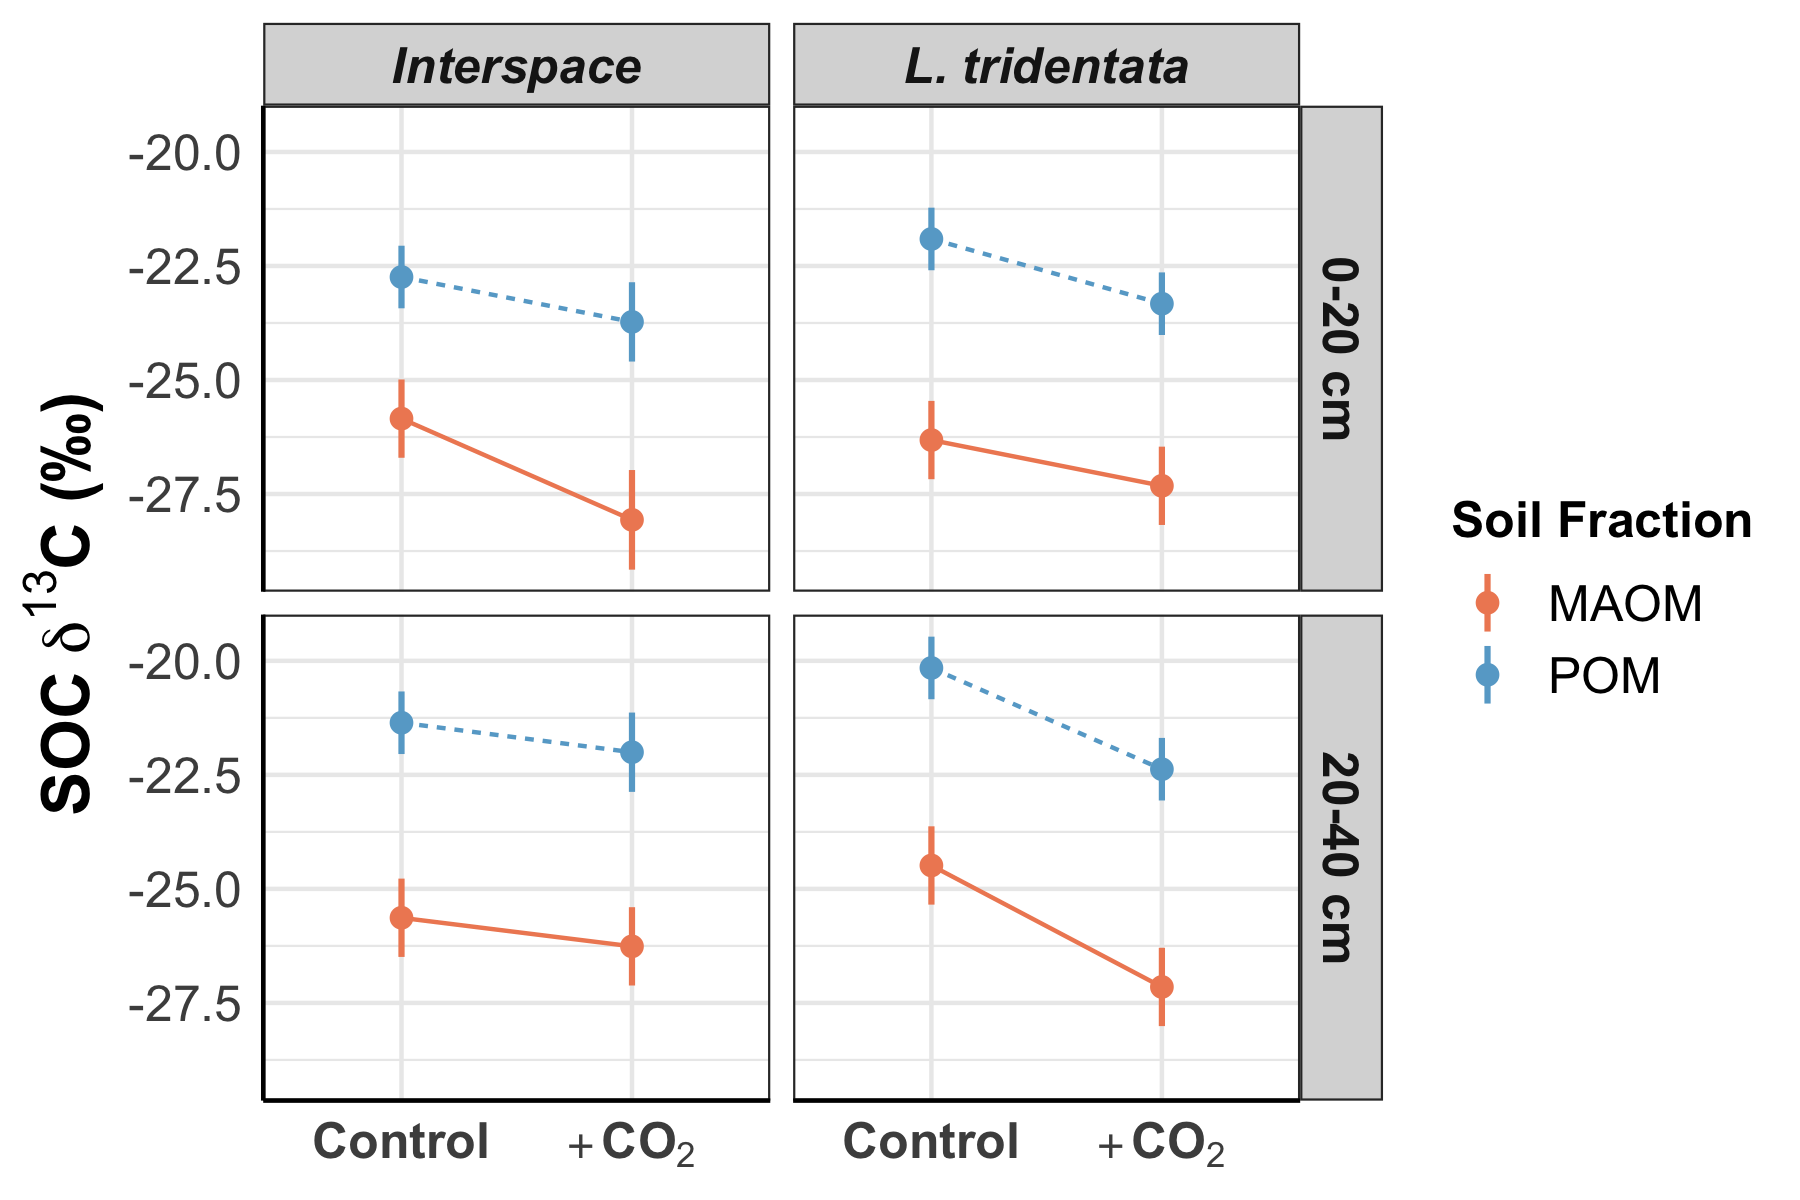 Interspace
L. tridentata
-20.0
-22.5
-25.0
-27.5
0-20 cm
SOC δ¹³C (‰)
-20.0
-22.5
-25.0
-27.5
20-40 cm
Control
+CO₂
Control
+CO₂
Soil Fraction
MAOM
POM